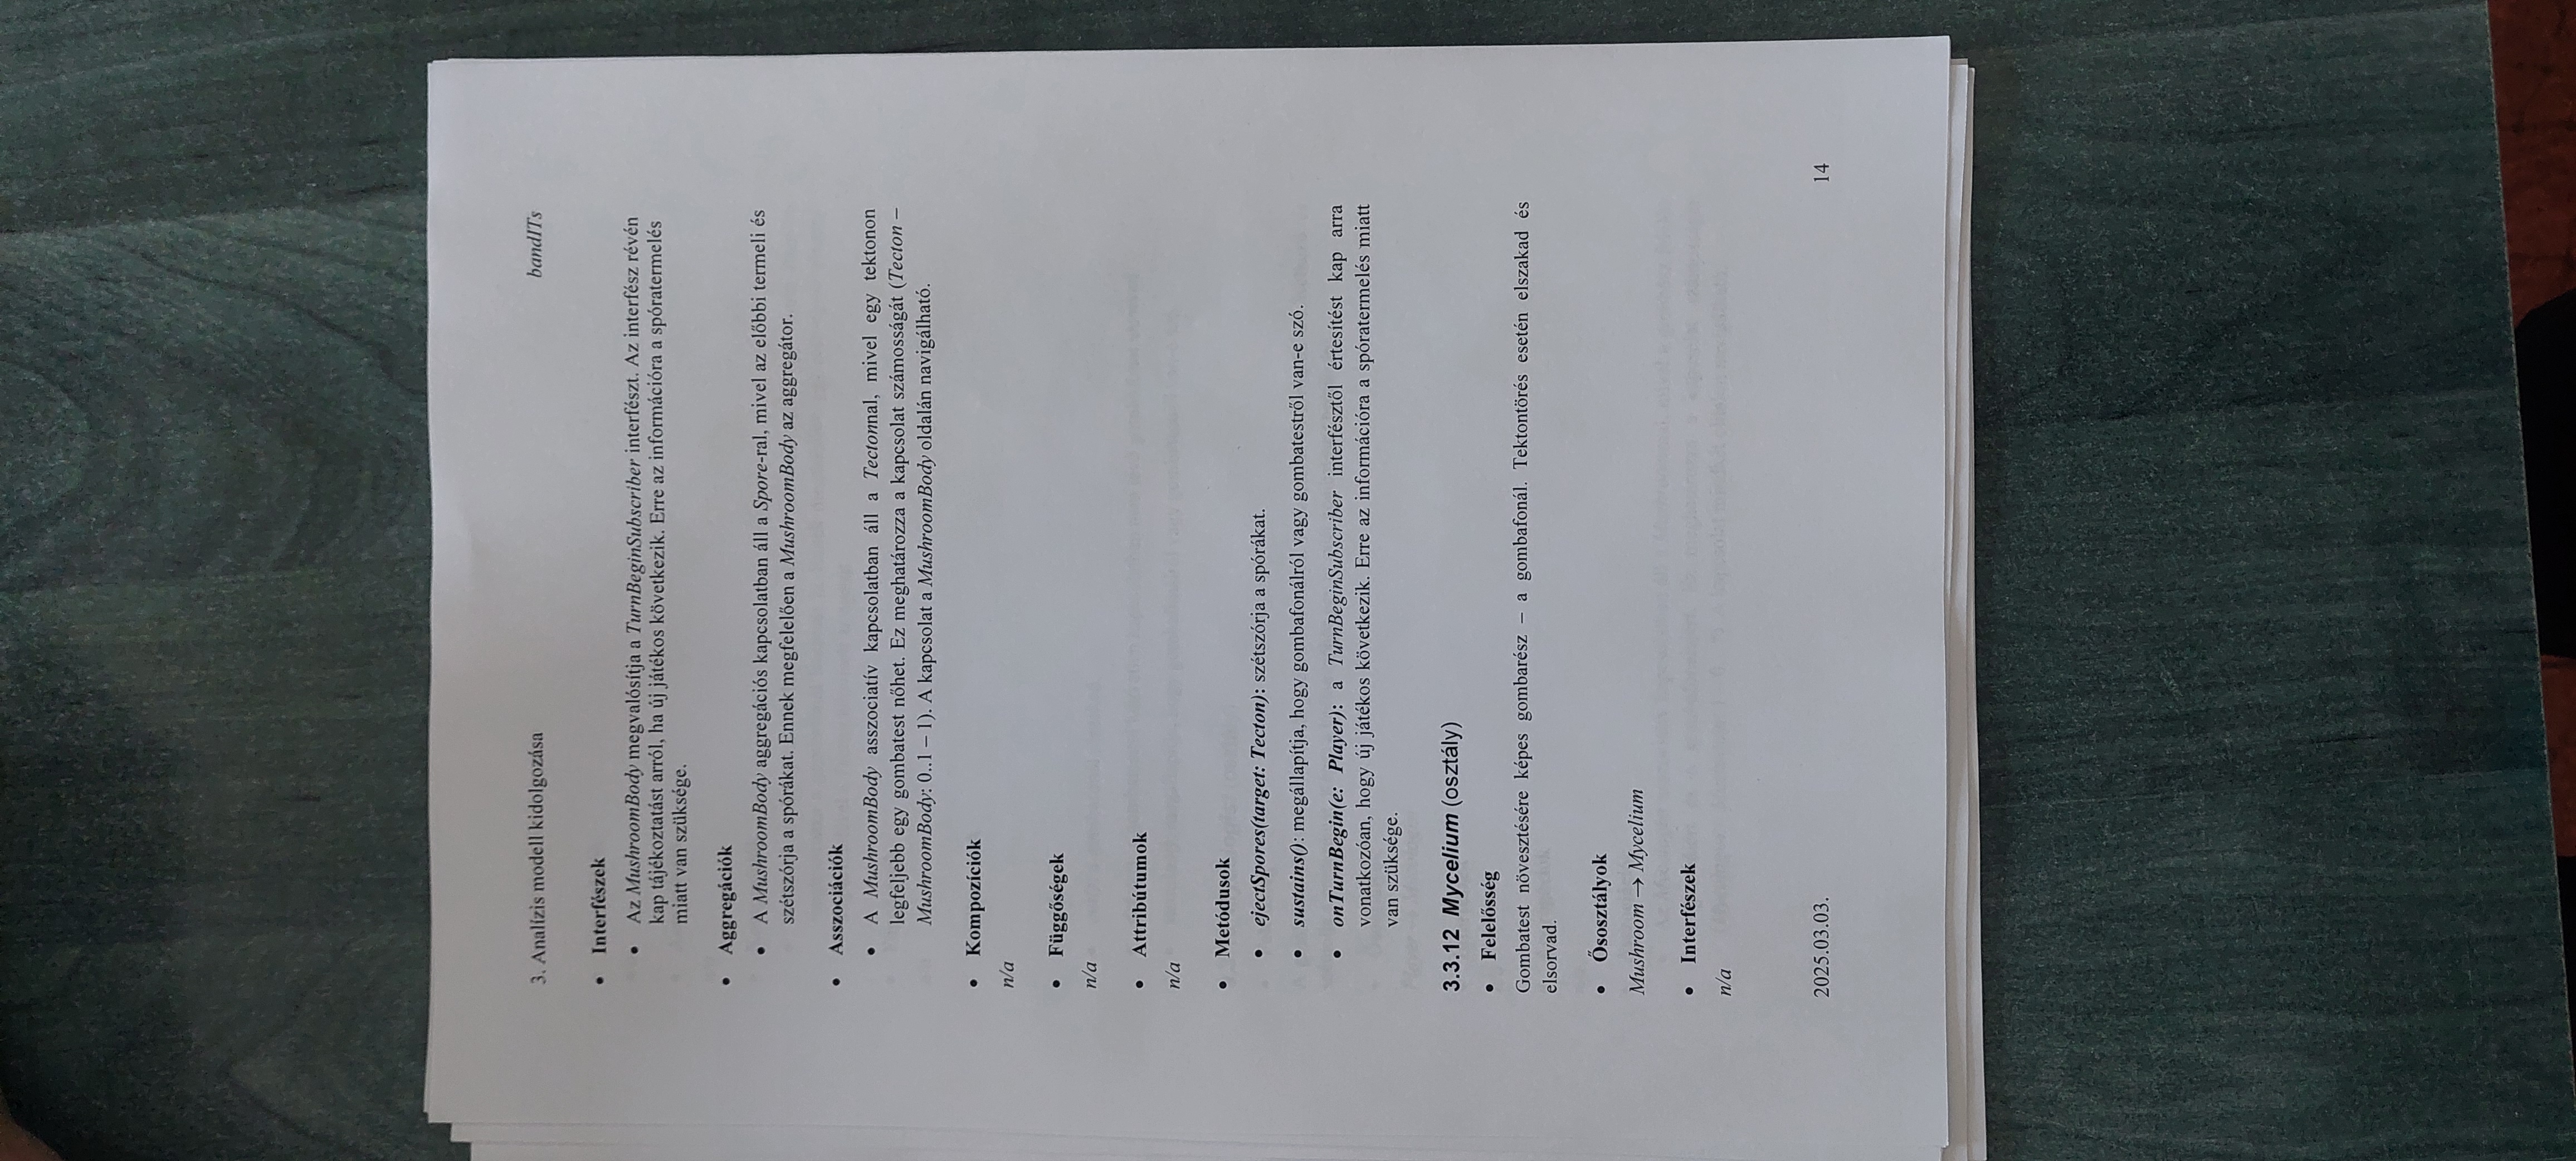 3. Analízis modell kidolgozása bandITs
• Interfészek
• Az MushroomBody megvalósítja a TurnBeginSubscriber interfészt. Az interfész révén
kap tájékoztatást arról, ha új játékos következik. Erre az információra a spóratermelés
miatt van szüksége.
• Aggregációk
• A MushroomBody aggregációs kapcsolatban áll a Spore-ral, mivel az előbbi termeli és
szétszórja a spórákat. Ennek megfelelően a MushroomBody az aggregátor.
• Asszociációk
• A MushroomBody asszociatív kapcsolatban áll a Tectonnal, mivel egy tektonon
legfeljebb egy gombatest nőhet. Ez meghatározza a kapcsolat számosságát (Tecton –
MushroomBody: 0..1 – 1). A kapcsolat a MushroomBody oldalán navigálható.
• Kompozíciók
n/a
• Függőségek
n/a
• Attribútumok
n/a
• Metódusok
• ejectSpores(target: Tecton): szétszórja a spórákat.
• sustains(): megállapítja, hogy gombafonálról vagy gombatestről van-e szó.
• onTurnBegin(e: Player): a TurnBeginSubscriber interfésztől értesítést kap arra
vonatkozóan, hogy új játékos következik. Erre az információra a spóratermelés miatt
van szüksége.
3.3.12 Mycelium (osztály)
• Felelősség
Gombatest növesztésére képes gombarész – a gombafonál. Tektontörés esetén elszakad és
elsorvad.
• Ősosztályok
Mushroom → Mycelium
• Interfészek
n/a
2025.03.03. 14